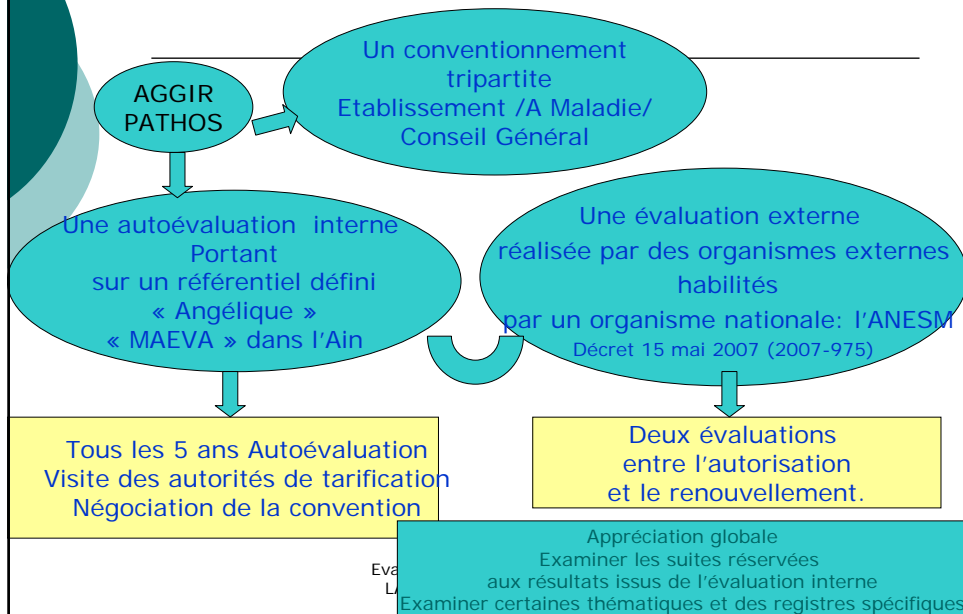 AGGIR
PATHOS
Un conventionnement
tripartite
Etablissement /A Maladie/
Conseil Général
Une autoévaluation interne
Portant
sur un référentiel défini
« Angélique »
« MAEVA » dans l'Ain
Une évaluation externe
réalisée par des organismes externes
habilités
par un organisme nationale: l'ANESM
Décret 15 mai 2007 (2007-975)
Tous les 5 ans Autoévaluation
Visite des autorités de tarification
Négociation de la convention
Deux évaluations
entre l'autorisation
et le renouvellement.
Appréciation globale
Examiner les suites réservées
aux résultats issus de l'évaluation interne
Examiner certaines thématiques et des registres spécifiques